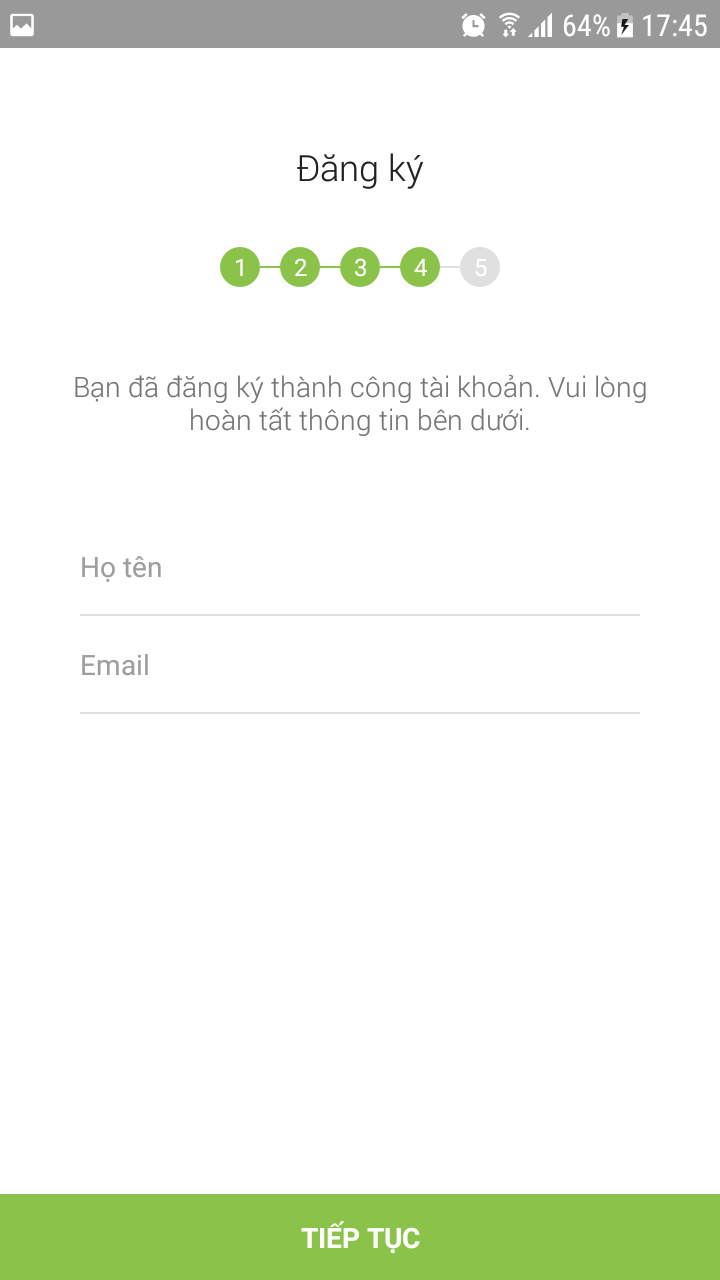 64% 17:45
Đăng ký
1 2 3 4 5
Bạn đã đăng ký thành công tài khoản. Vui lòng
hoàn tất thông tin bên dưới.
Họ tên
Email
TIẾP TỤC